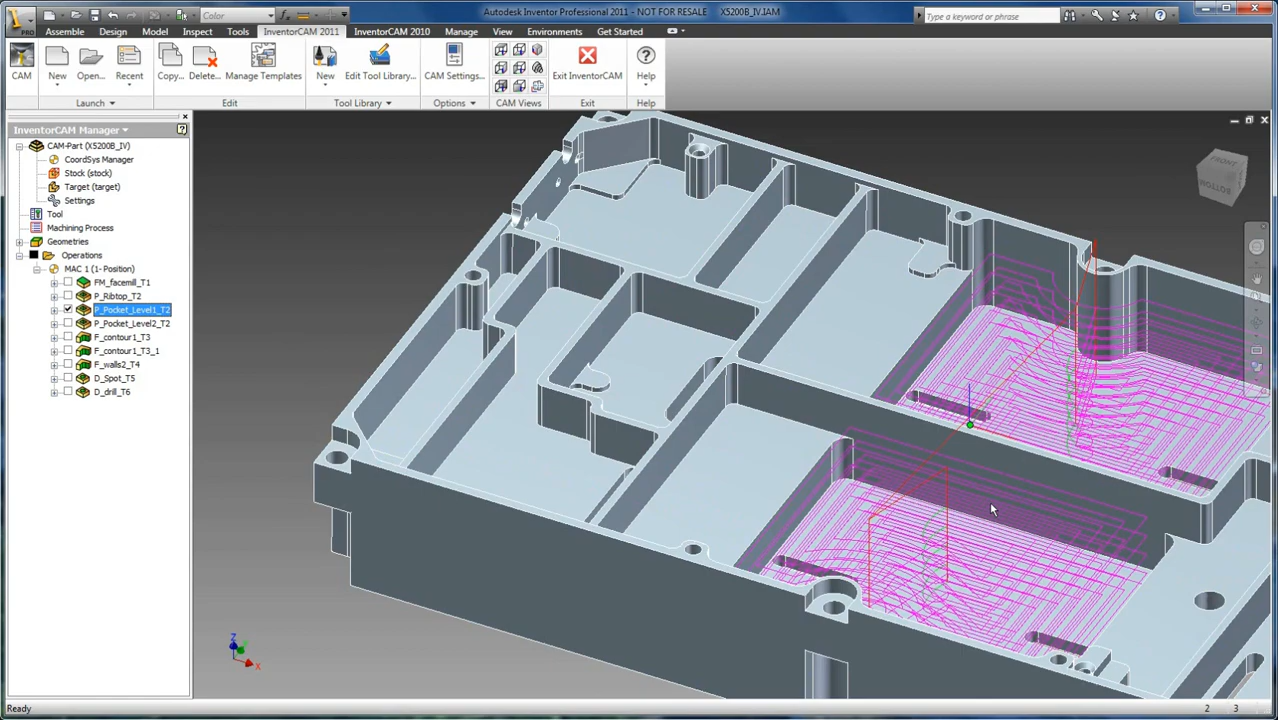 Color
Autodesk Inventor Professional 2011 - NOT FOR RESALE X5200B_IV.IAM
Type a keyword or phrase
PRO
Assembly Design Model Inspect Tools InventorCAM 2011 InventorCAM 2010 Manage View Environments Get Started
CAM New Open... Recent Copy... Delete... Manage Templates New Edit Tool Library... CAM Settings... Exit InventorCAM Help
Launch Edit Tool Library Options CAM Views Exit Help
InventorCAM Manager
CAM-Part (X5200B_IV)
CoordSys Manager
Stock (stock)
Target (target)
Settings
Tool
Machining Process
Geometries
Operations
MAC 1 (1- Position)
FM_facemill_T1
P_Ribtop_T2
P_Pocket_Level1_T2
P_Pocket_Level2_T2
F_contour1_T3
F_contour1_T3_1
F_walls2_T4
D_Spot_T5
D_drill_T6
FRONT
BOTTOM
Z
Y
X
Ready 2 3